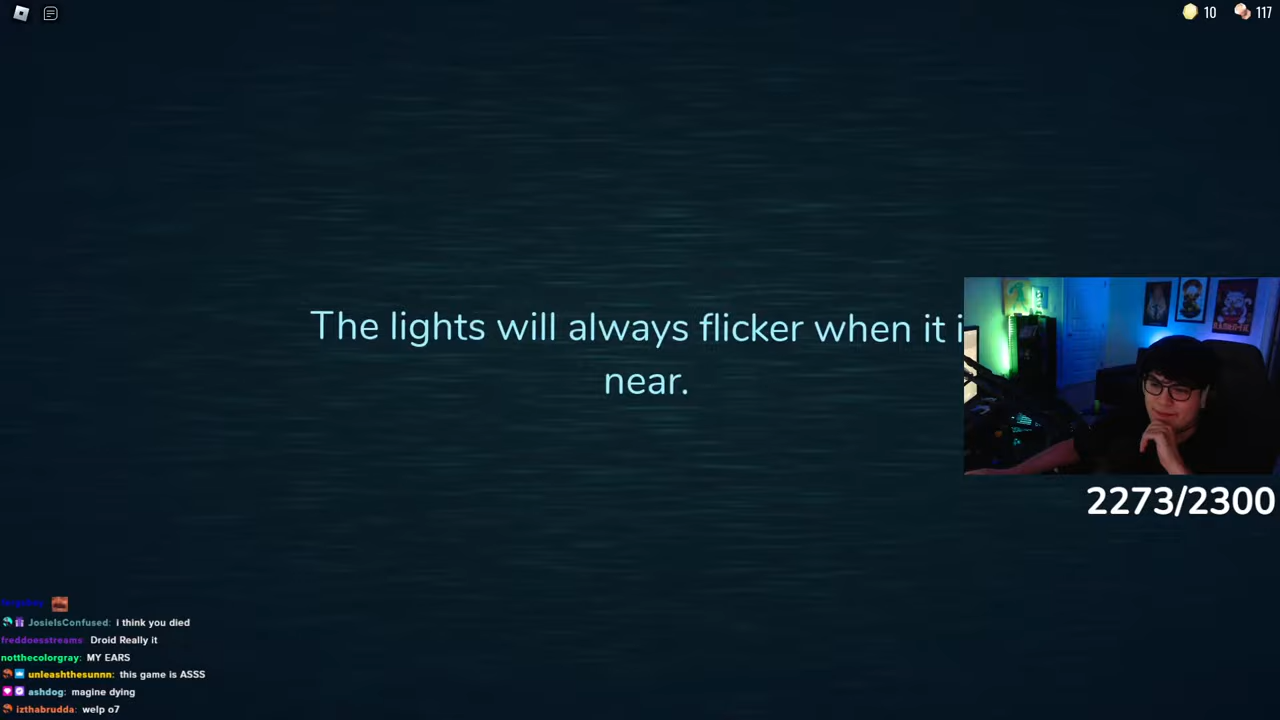 10 117
The lights will always flicker when it i
near.
2273/2300
JosieIsConfused: i think you died
freddoesstreams: Droid Really it
notthecolorgray: MY EARS
unleashthesunnn: this game is ASSS
ashdog: magine dying
izthabrudda: welp o7